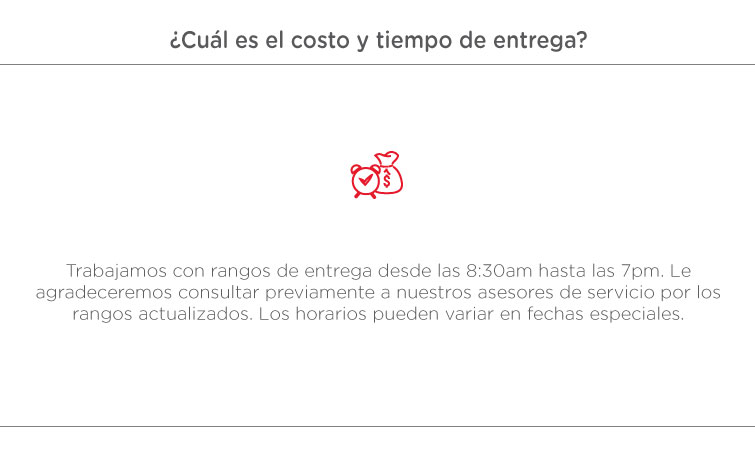 ¿Cuál es el costo y tiempo de entrega?
$
Trabajamos con rangos de entrega desde las 8:30am hasta las 7pm. Le
agradeceremos consultar previamente a nuestros asesores de servicio por los
rangos actualizados. Los horarios pueden variar en fechas especiales.